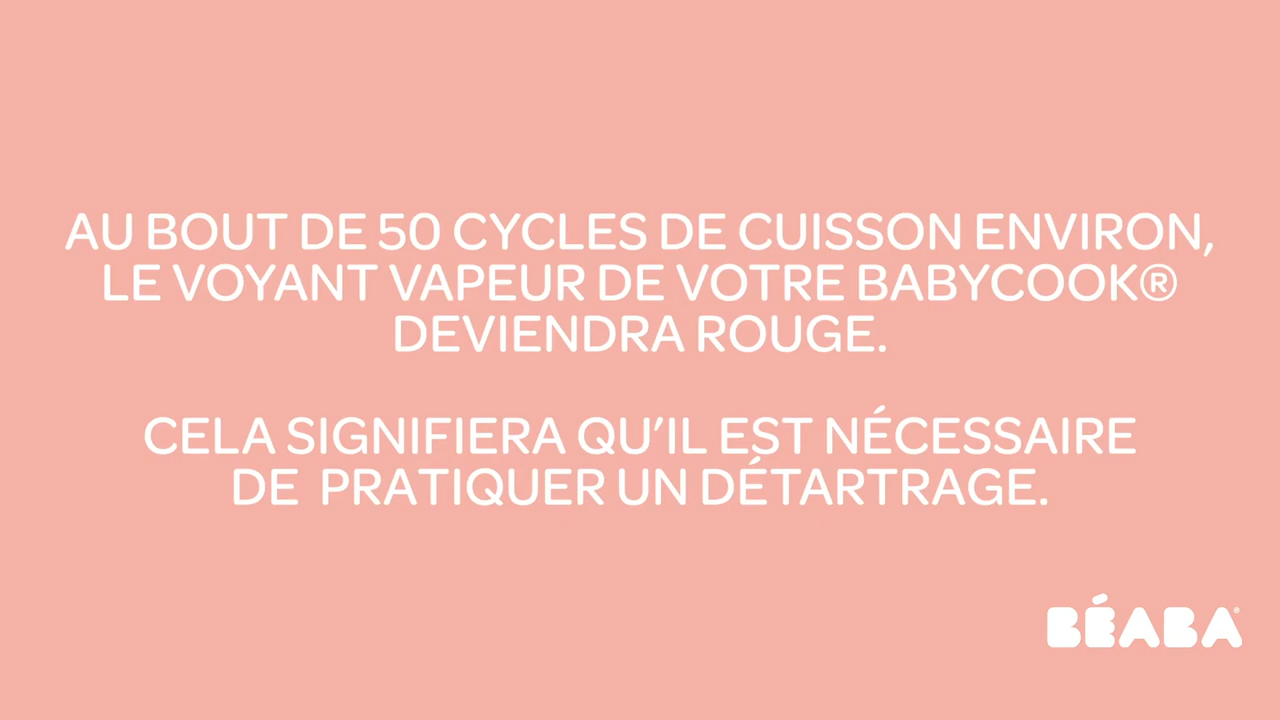 AU BOUT DE 50 CYCLES DE CUISSON ENVIRON,
LE VOYANT VAPEUR DE VOTRE BABYCOOK®
DEVIENDRA ROUGE.
CELA SIGNIFIERA QU’IL EST NÉCESSAIRE
DE PRATIQUER UN DÉTARTRAGE.
BÉABA®